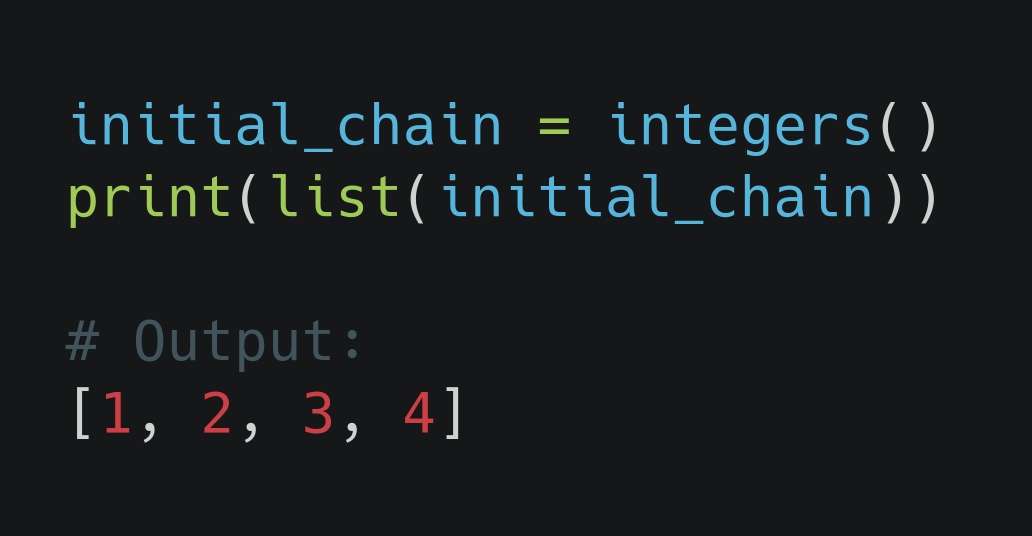 initial_chain = integers()
print(list(initial_chain))
# Output:
[1, 2, 3, 4]